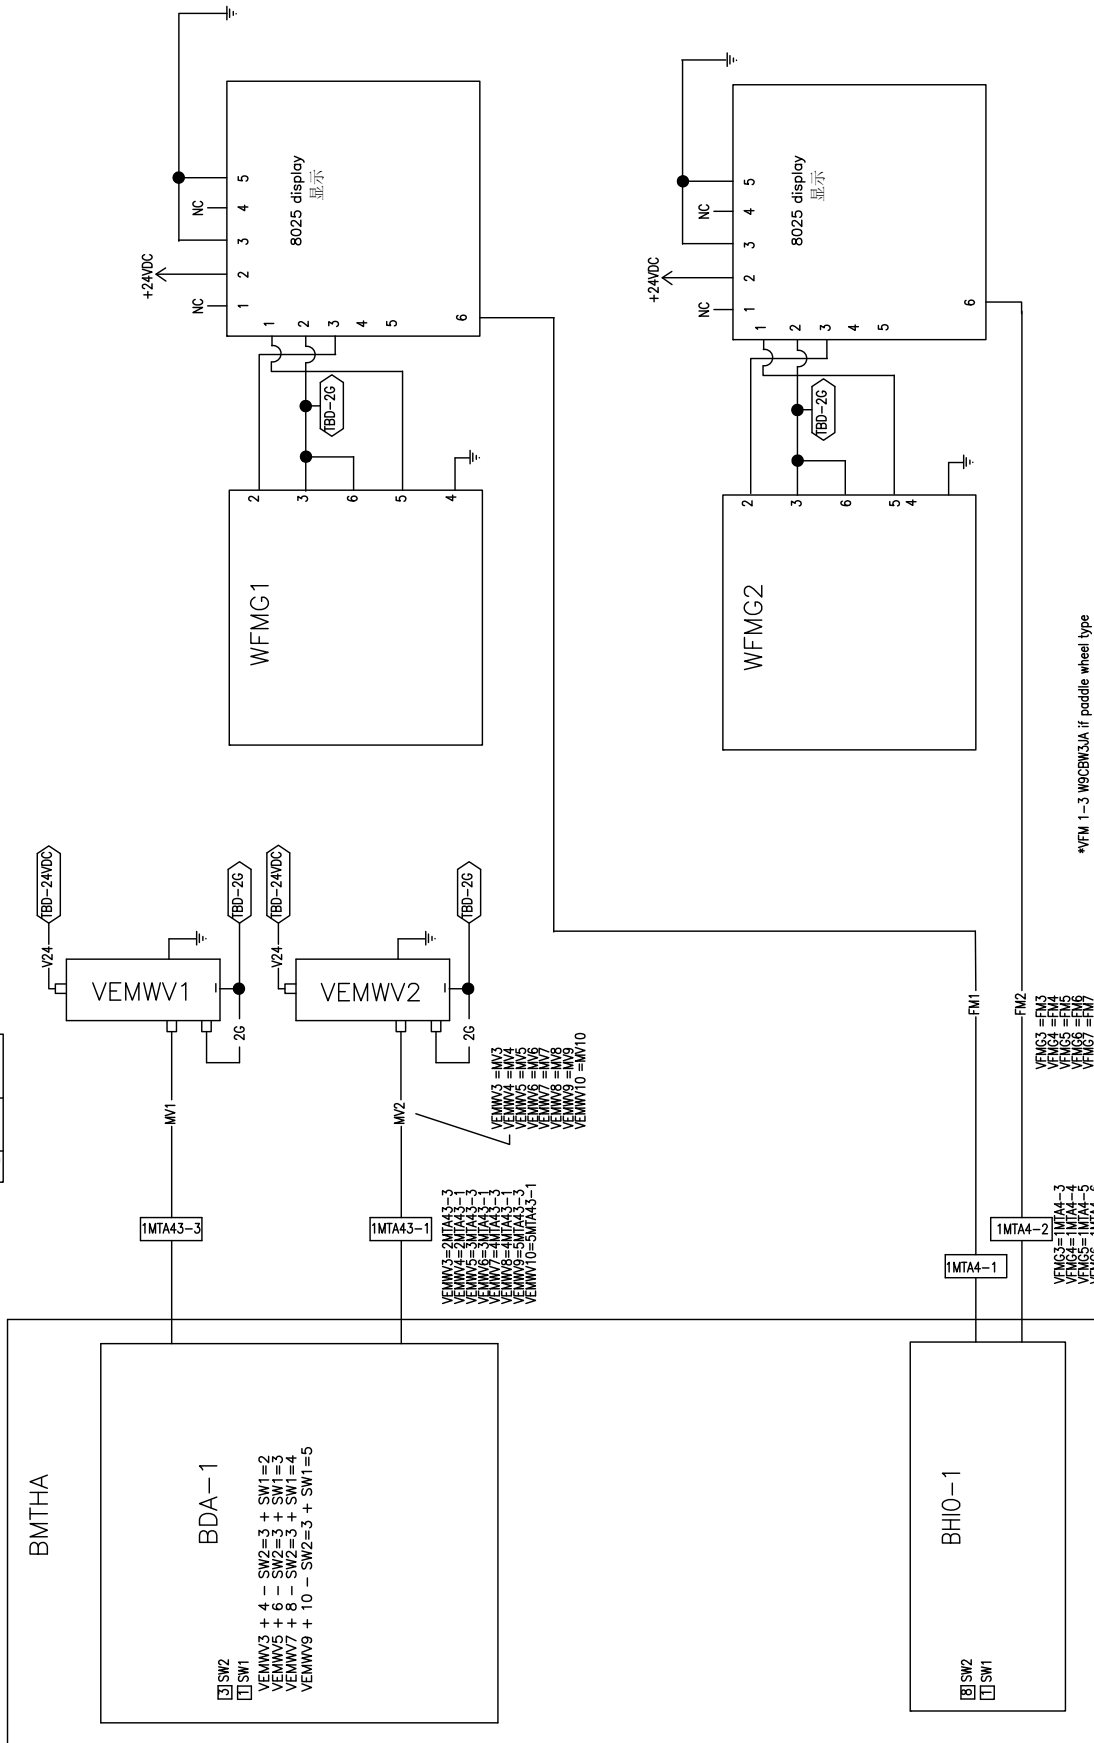 BMTHA
BDA-1
3 SW2
1 SW1
VEMWV3 + 4 - SW2=3 + SW1=2
VEMWV5 + 6 - SW2=3 + SW1=3
VEMWV7 + 8 - SW2=3 + SW1=4
VEMWV9 + 10 - SW2=3 + SW1=5
1MTA43-3
MV1
VEMWV1
V24
TBD-24VDC
2G
TBD-2G
1MTA43-1
MV2
VEMWV2
V24
TBD-24VDC
2G
TBD-2G
VEMWV3=2MTA43-3
VEMWV4=2MTA43-1
VEMWV5=3MTA43-3
VEMWV6=3MTA43-1
VEMWV7=4MTA43-3
VEMWV8=4MTA43-1
VEMWV9=5MTA43-3
VEMWV10=5MTA43-1
VEMWV3 =MV3
VEMWV4 =MV4
VEMWV5 =MV5
VEMWV6 =MV6
VEMWV7 =MV7
VEMWV8 =MV8
VEMWV9 =MV9
VEMWV10 =MV10
WFMG1
2
3
6
5
4
TBD-2G
8025 display
显示
1
2
3
4
5
6
1
2
3
4
5
NC
+24VDC
NC
WFMG2
2
3
6
5
4
TBD-2G
8025 display
显示
1
2
3
4
5
6
1
2
3
4
5
NC
+24VDC
NC
BHIO-1
8 SW2
1 SW1
1MTA4-1
FM1
1MTA4-2
FM2
VFMG3=1MTA4-3
VFMG4=1MTA4-4
VFMG5=1MTA4-5
VFMG3 =FM3
VFMG4 =FM4
VFMG5 =FM5
VFMG6 =FM6
VFMG7 =FM7
*VFM 1-3 W9CBW3JA if paddle wheel type